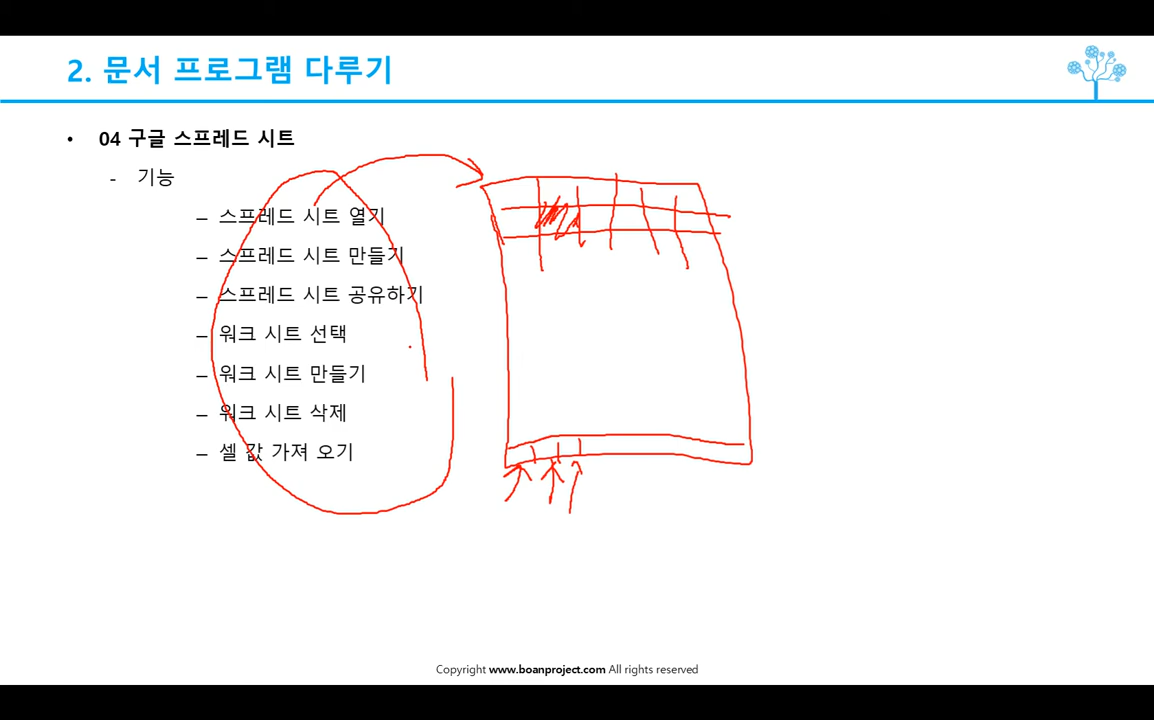 2. 문서 프로그램 다루기
• 04 구글 스프레드 시트
- 기능
– 스프레드 시트 열기
– 스프레드 시트 만들기
– 스프레드 시트 공유하기
– 워크 시트 선택
– 워크 시트 만들기
– 워크 시트 삭제
– 셀 값 가져 오기
Copyright www.boanproject.com All rights reserved